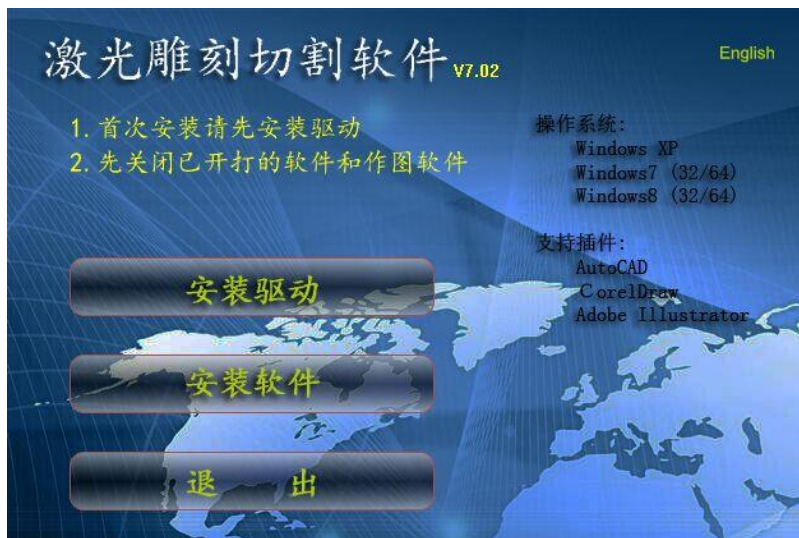 激光雕刻切割软件 V7.02
English
1.首次安装请先安装驱动
2.先关闭已开打的软件和作图软件
操作系统:
Windows XP
Windows7 (32/64)
Windows8 (32/64)
支持插件:
AutoCAD
CorelDraw
Adobe Illustrator
安装驱动
安装软件
退 出